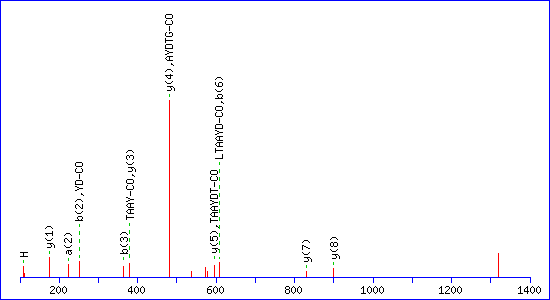 H
y(1)
a(2)
b(2),YD-CO
b(3)
TAAY-CO,y(3)
y(4),AYDTG-CO
y(5),TAAYDT-CO
LTAAYD-CO,b(6)
y(7)
y(8)
200 400 600 800 1000 1200 1400